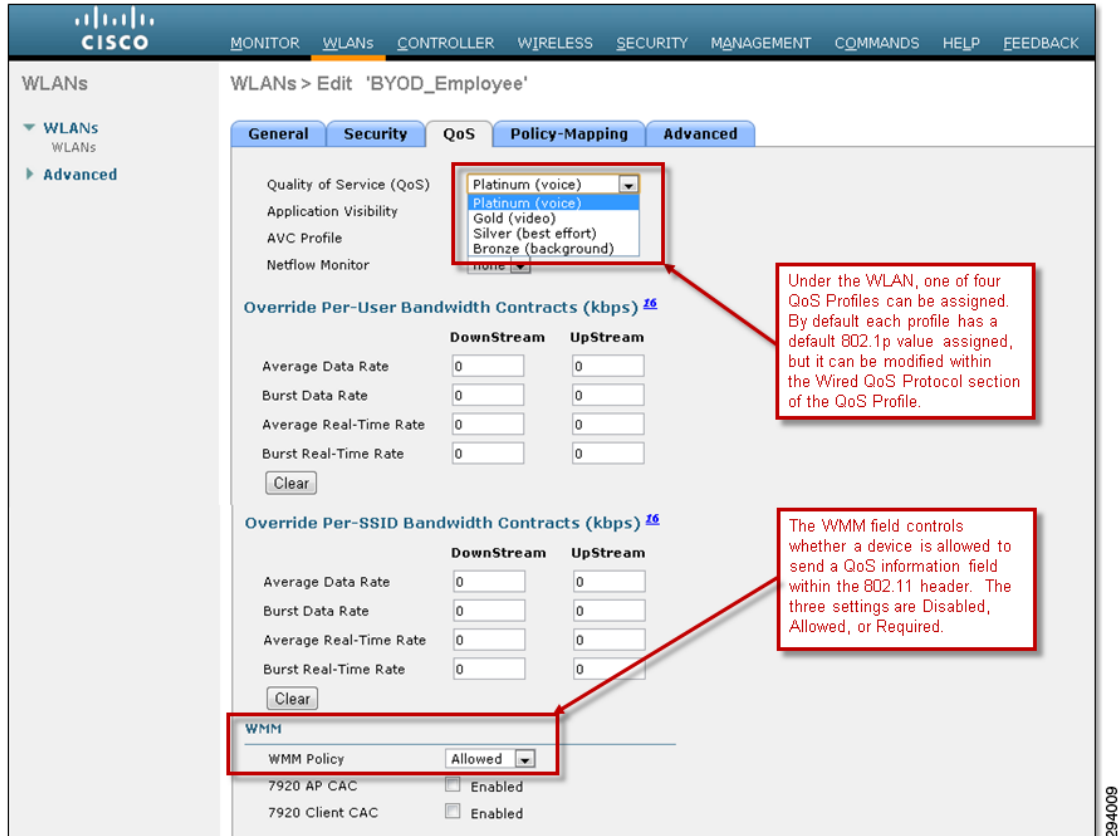 CISCO
MONITOR WLANs CONTROLLER WIRELESS SECURITY MANAGEMENT COMMANDS HELP FEEDBACK
WLANs
WLANs
WLANs
Advanced
WLANs > Edit 'BYOD_Employee'
General Security QoS Policy-Mapping Advanced
Quality of Service (QoS) Platinum (voice)
Platinum (voice)
Application Visibility Gold (video)
Silver (best effort)
AVC Profile Bronze (background)
Netflow Monitor none
Under the WLAN, one of four
QoS Profiles can be assigned.
By default each profile has a
default 802.1p value assigned,
but it can be modified within
the Wired QoS Protocol section
of the QoS Profile.
Override Per-User Bandwidth Contracts (kbps) 16
DownStream UpStream
Average Data Rate 0 0
Burst Data Rate 0 0
Average Real-Time Rate 0 0
Burst Real-Time Rate 0 0
Clear
Override Per-SSID Bandwidth Contracts (kbps) 16
DownStream UpStream
Average Data Rate 0 0
Burst Data Rate 0 0
Average Real-Time Rate 0 0
Burst Real-Time Rate 0 0
Clear
The WMM field controls
whether a device is allowed to
send a QoS information field
within the 802.11 header. The
three settings are Disabled,
Allowed, or Required.
WMM
WMM Policy Allowed
7920 AP CAC Enabled
7920 Client CAC Enabled
294009